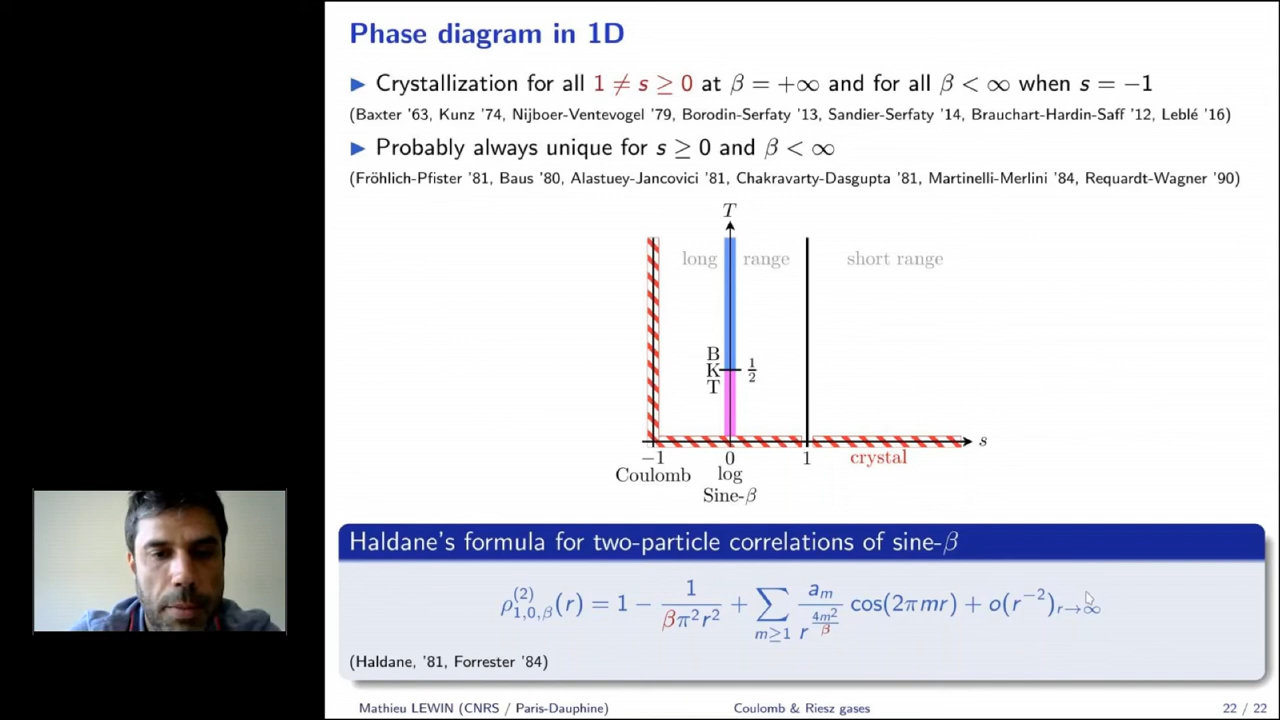 Phase diagram in 1D
▶ Crystallization for all 1 ≠ s ≥ 0 at β = +∞ and for all β < ∞ when s = −1
(Baxter '63, Kunz '74, Nijboer-Ventevogel '79, Borodin-Serfaty '13, Sandier-Serfaty '14, Brauchart-Hardin-Saff '12, Leblé '16)
▶ Probably always unique for s ≥ 0 and β < ∞
(Fröhlich-Pfister '81, Baus '80, Alastuey-Jancovici '81, Chakravarty-Dasgupta '81, Martinelli-Merlini '84, Requardt-Wagner '90)
T
long range short range
B
K 1/2
T
s
−1 0 1 crystal
Coulomb log
Sine-β
Haldane's formula for two-particle correlations of sine-β
ρ^{(2)}_{1,0,β}(r) = 1 − 1/(βπ²r²) + ∑_{m≥1} a_m/r^{4m²/β} cos(2πmr) + o(r^{−2})_{r→∞}
(Haldane, '81, Forrester '84)
Mathieu LEWIN (CNRS / Paris-Dauphine) Coulomb & Riesz gases 22 / 22